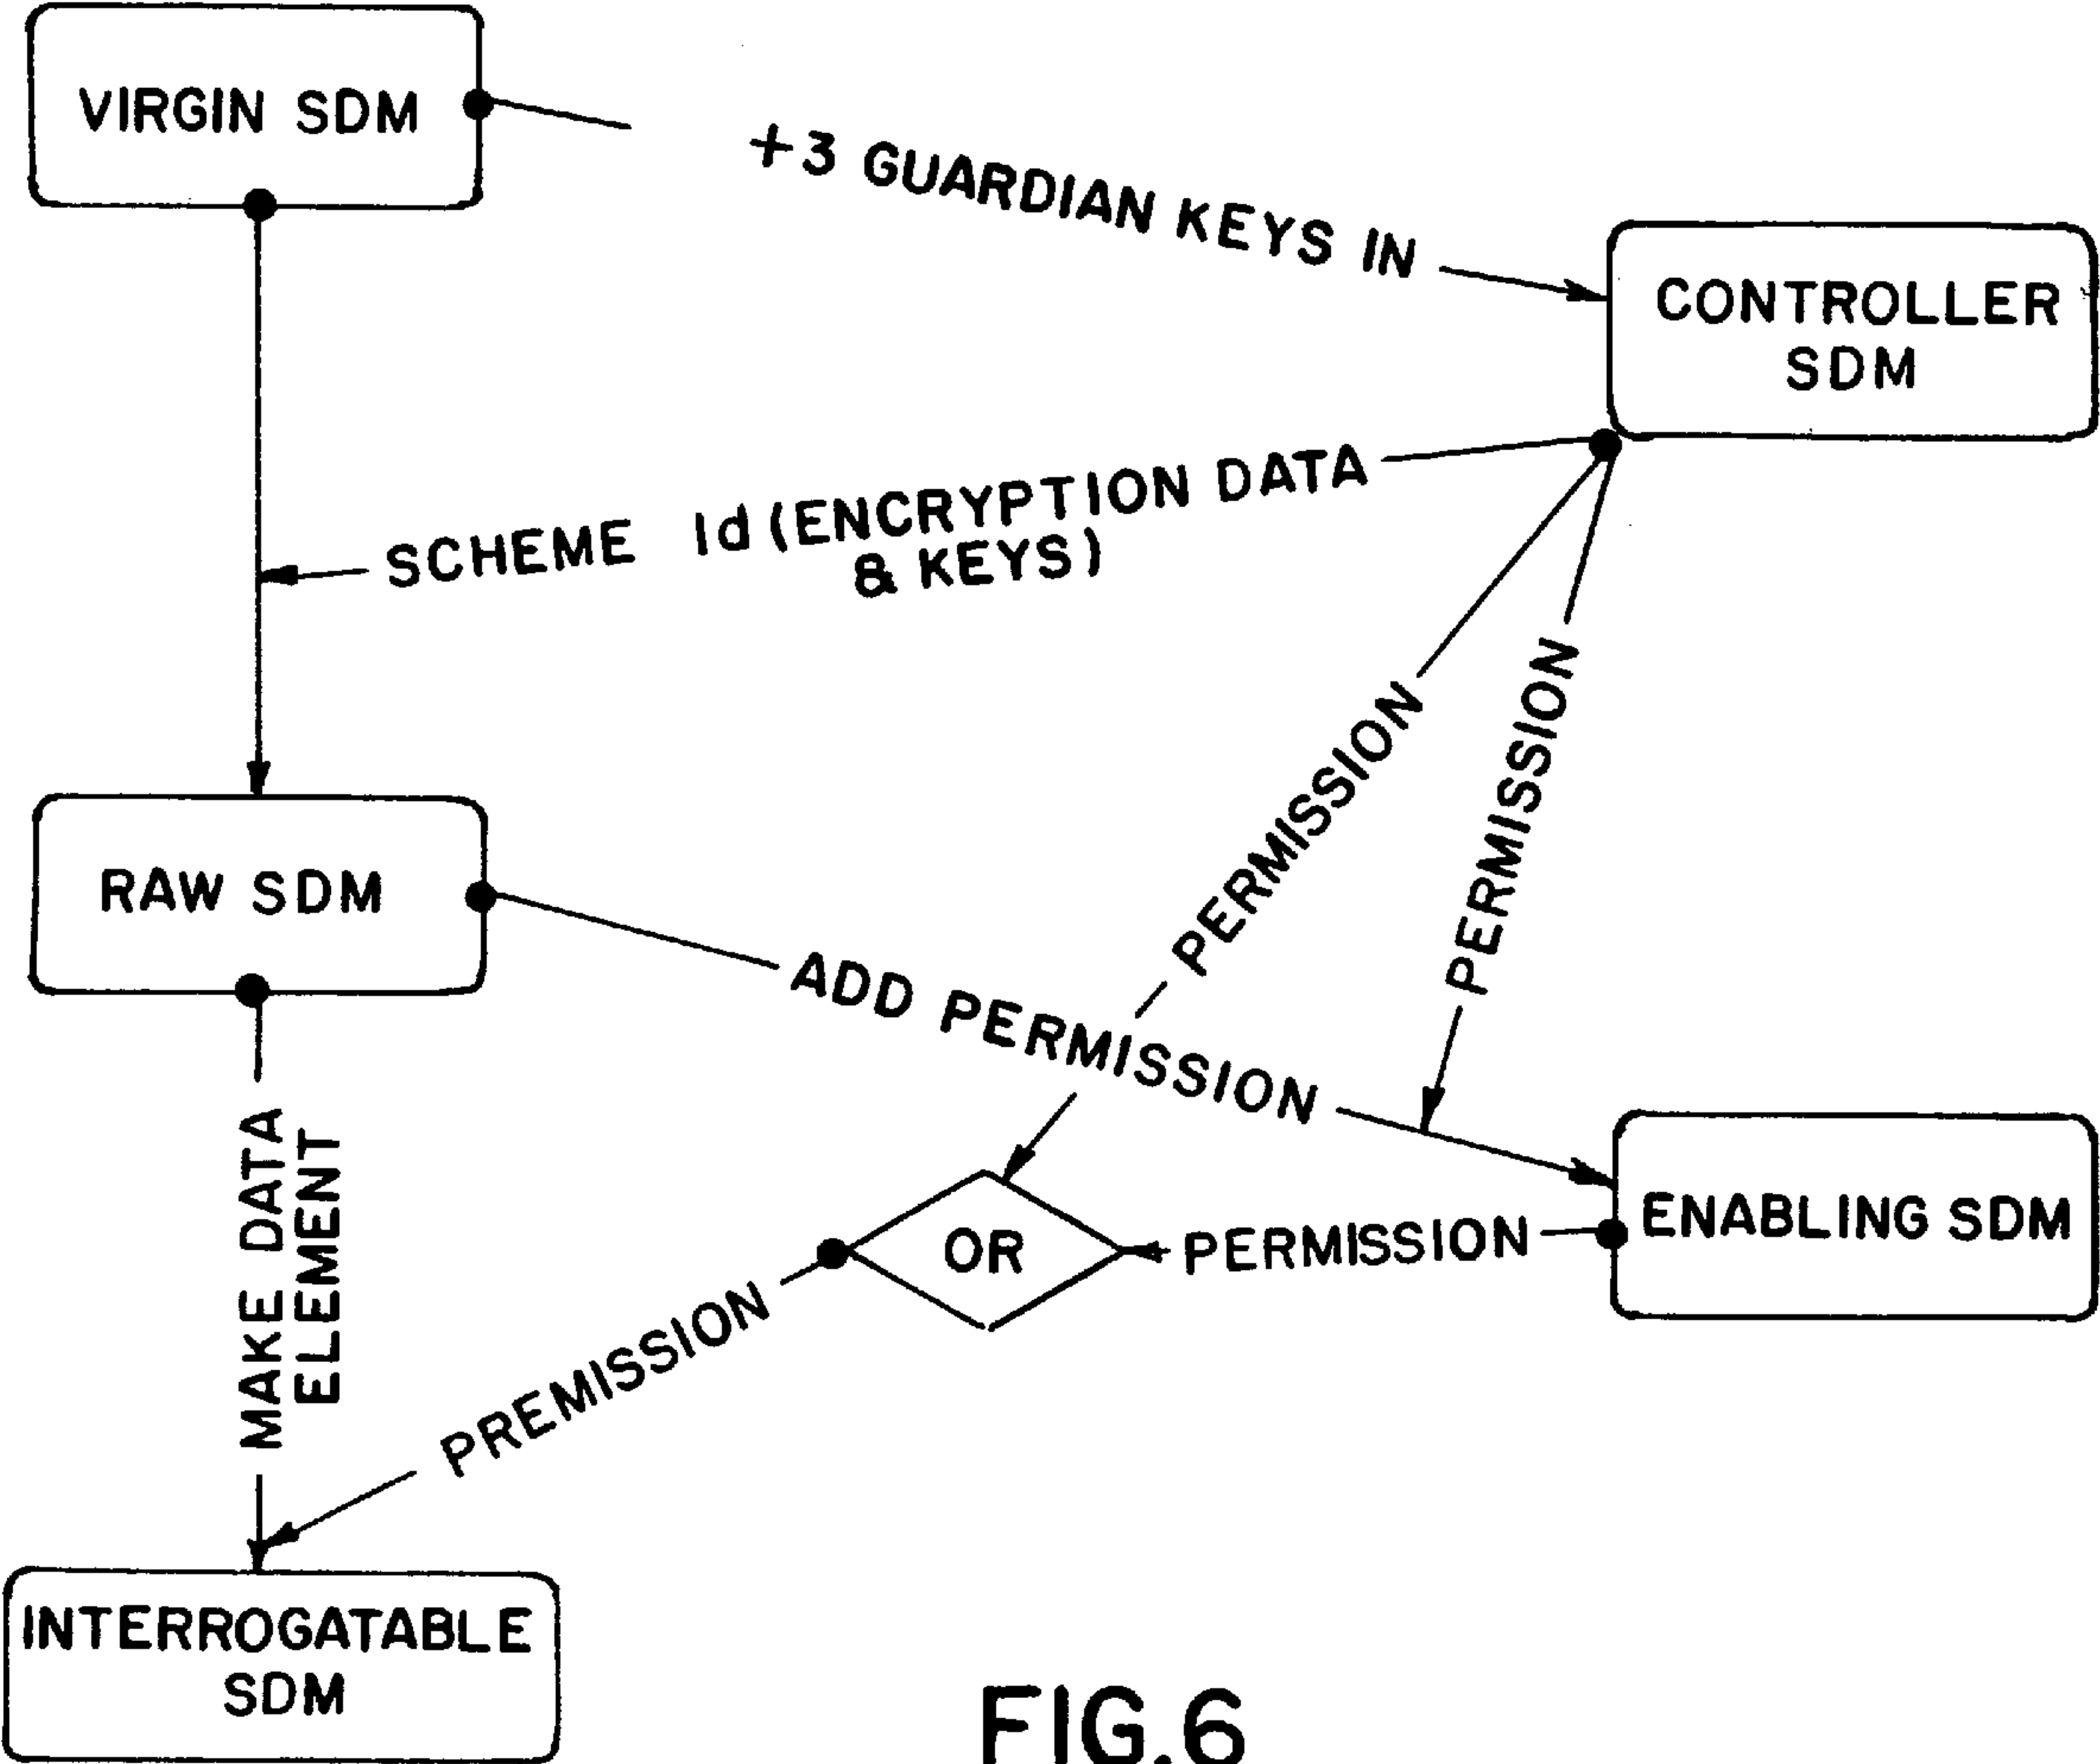 VIRGIN SDM
+3 GUARDIAN KEYS IN
CONTROLLER
SDM
SCHEME Id (ENCRYPTION DATA
& KEYS)
PERMISSION
PERMISSION
RAW SDM
ADD PERMISSION
MAKE DATA
ELEMENT
OR
PERMISSION
ENABLING SDM
PREMISSION
INTERROGATABLE
SDM
FIG.6